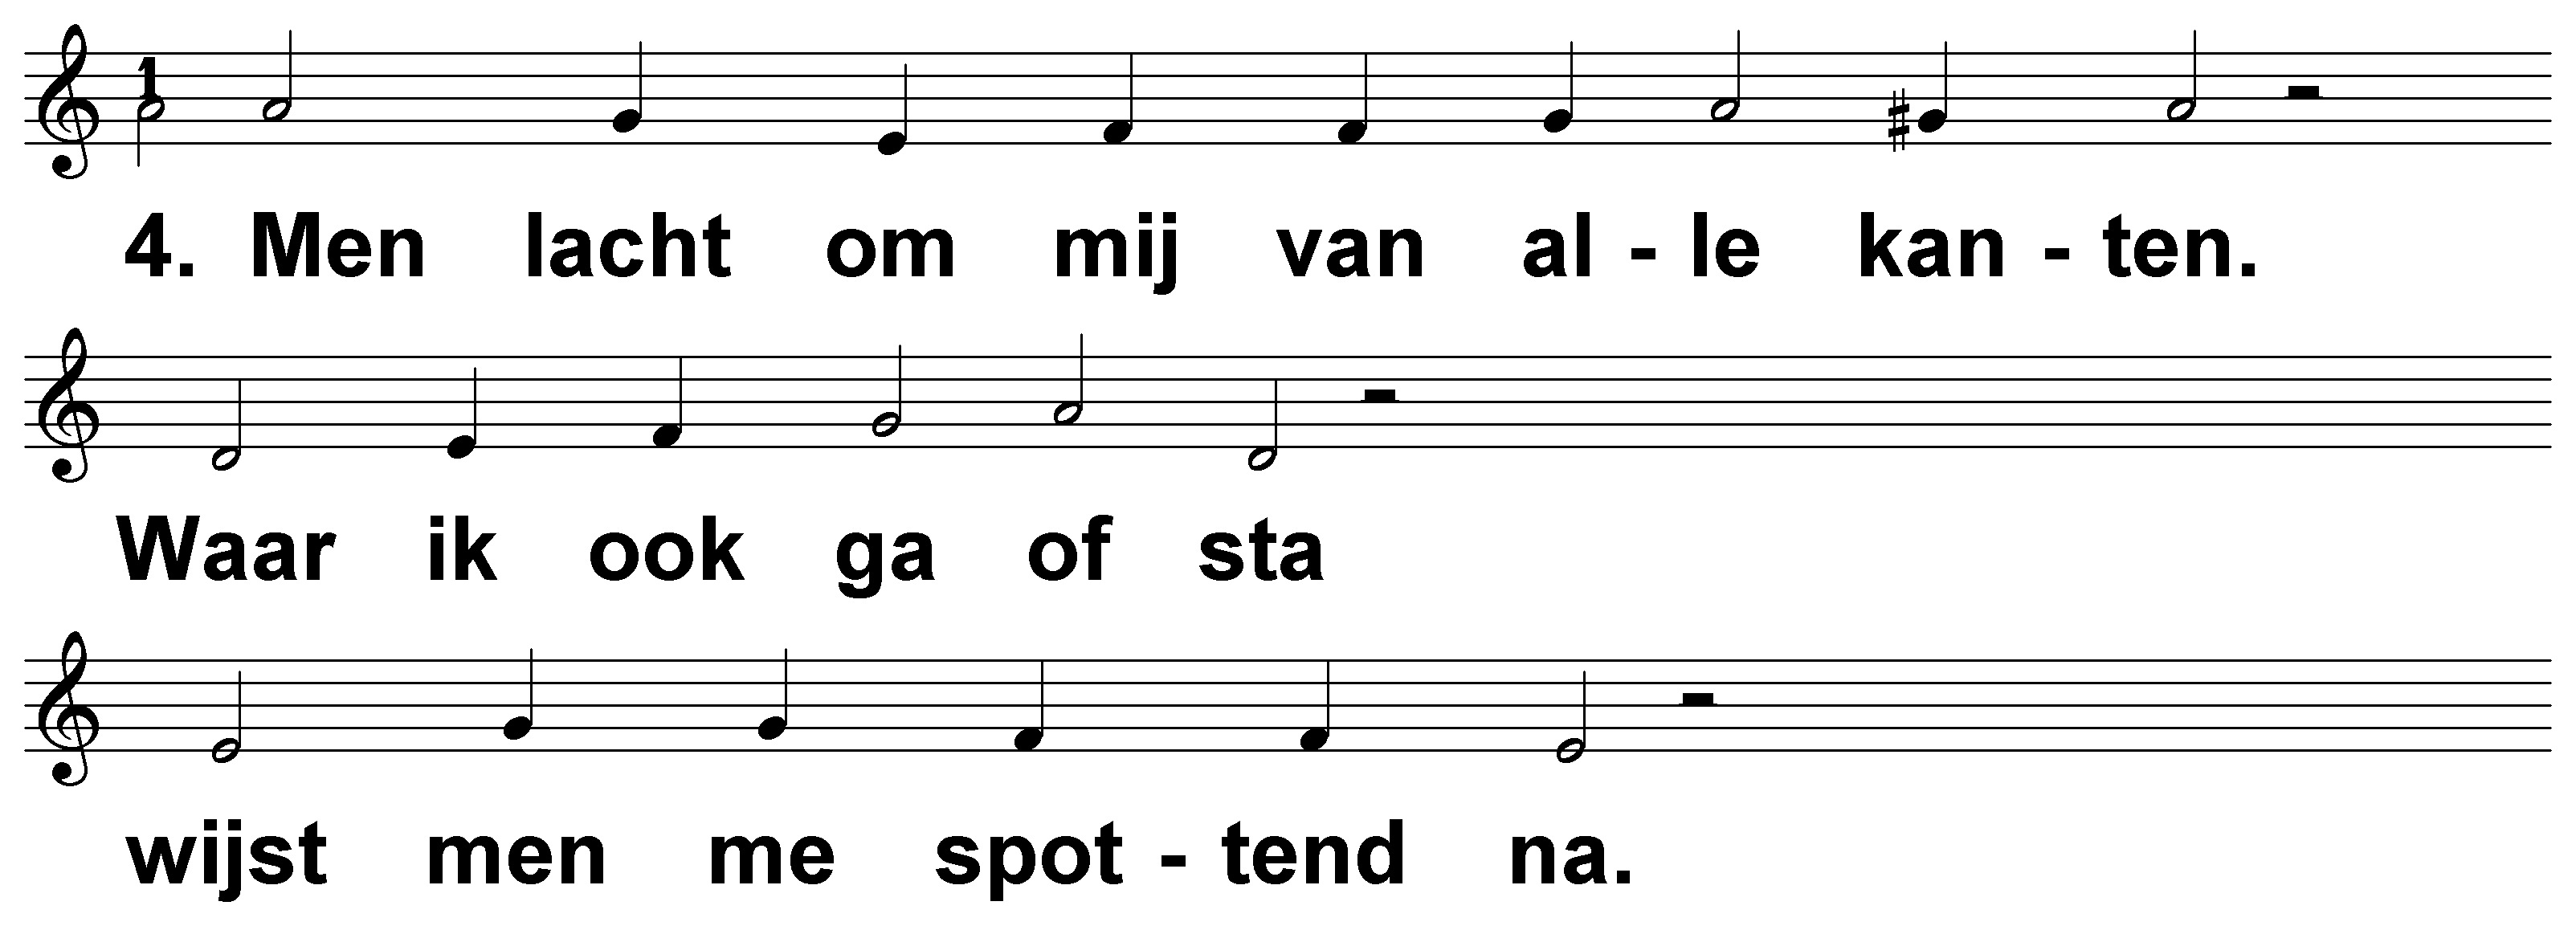 1
4. Men lacht om mij van al - le kan - ten.
Waar ik ook ga of sta
wijst men me spot - tend na.